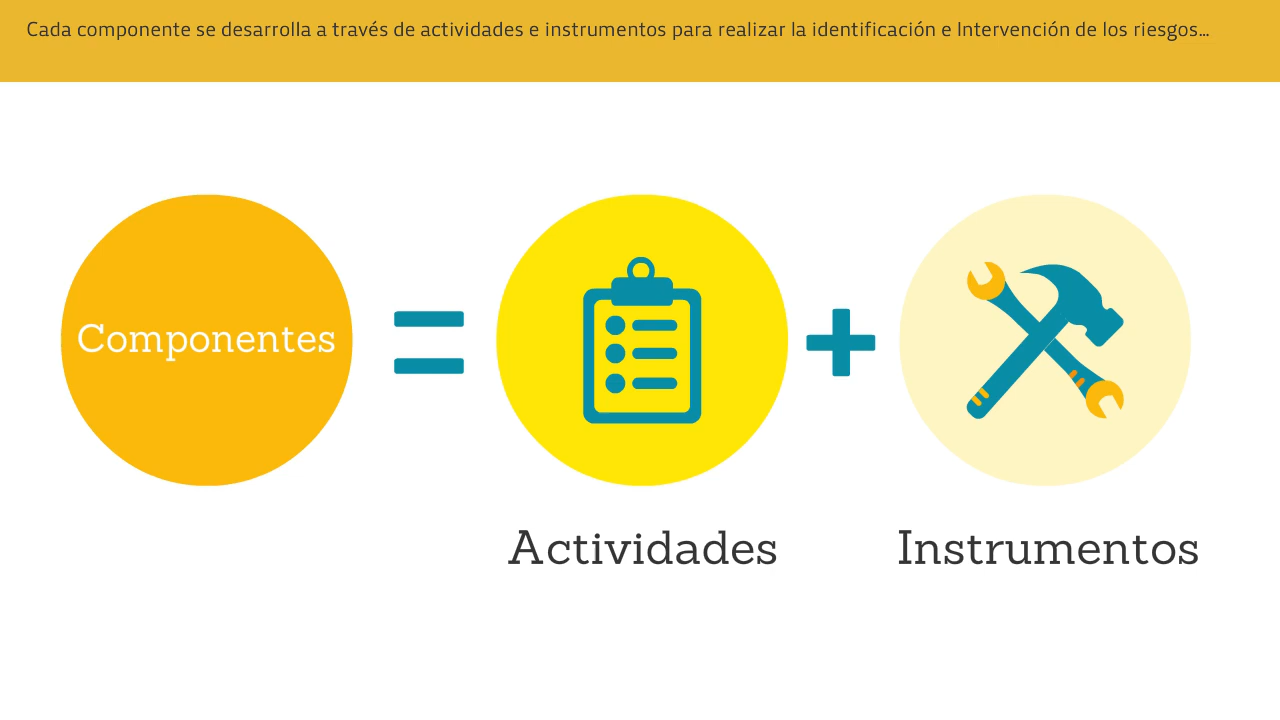 Cada componente se desarrolla a través de actividades e instrumentos para realizar la identificación e Intervención de los riesgos...
Componentes
=
+
Actividades
Instrumentos